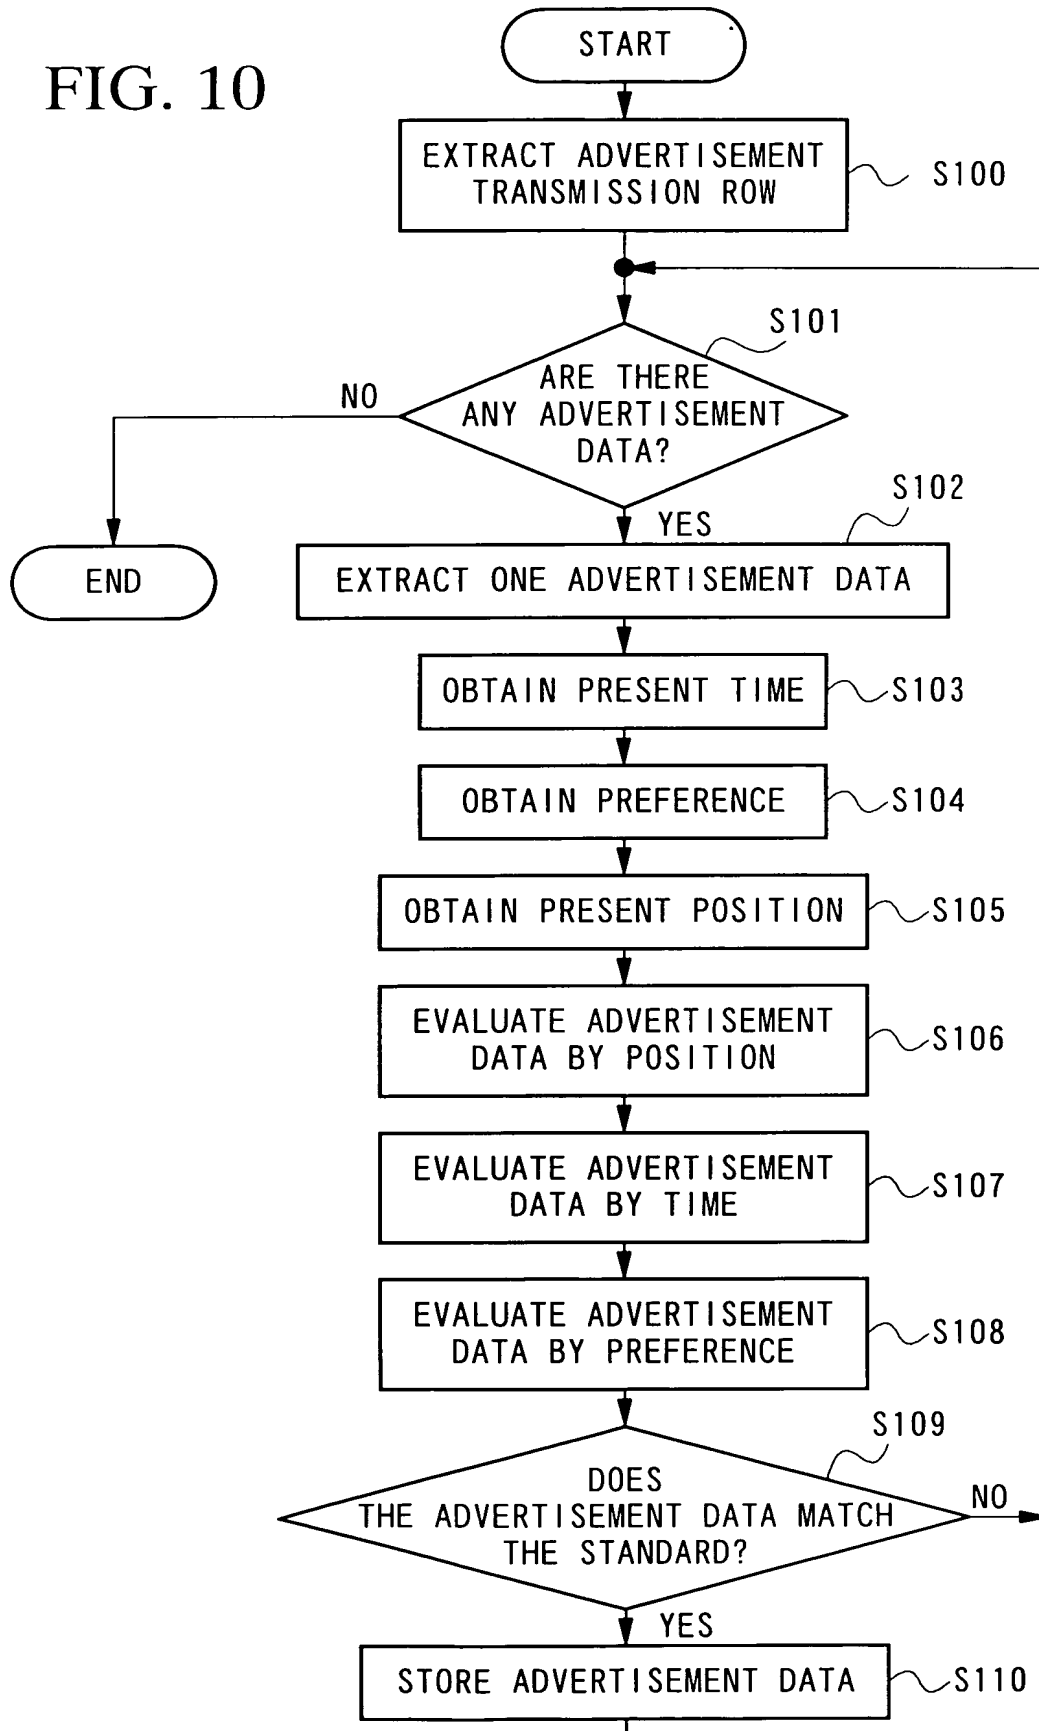 FIG. 10
START
EXTRACT ADVERTISEMENT
TRANSMISSION ROW
S100
S101
ARE THERE
ANY ADVERTISEMENT
DATA?
NO
YES
END
S102
EXTRACT ONE ADVERTISEMENT DATA
OBTAIN PRESENT TIME
S103
OBTAIN PREFERENCE
S104
OBTAIN PRESENT POSITION
S105
EVALUATE ADVERTISEMENT
DATA BY POSITION
S106
EVALUATE ADVERTISEMENT
DATA BY TIME
S107
EVALUATE ADVERTISEMENT
DATA BY PREFERENCE
S108
S109
DOES
THE ADVERTISEMENT DATA MATCH
THE STANDARD?
NO
YES
STORE ADVERTISEMENT DATA
S110